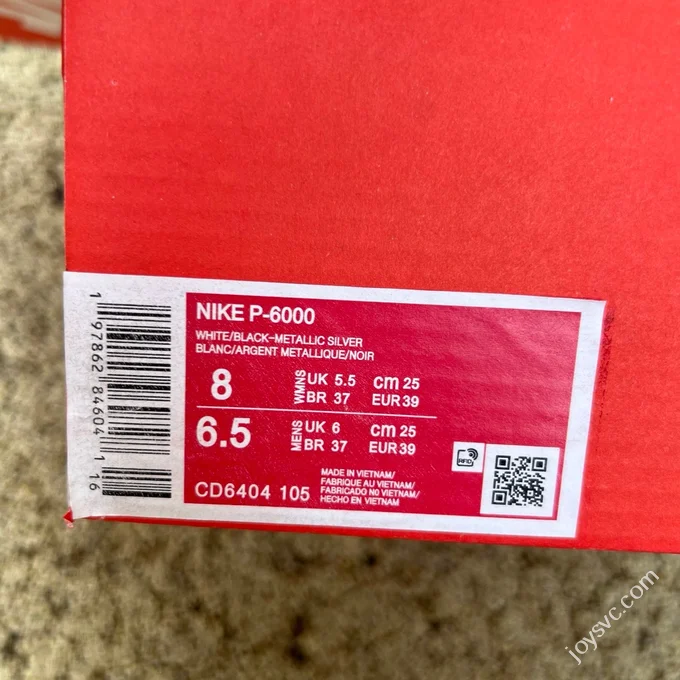 NIKE P-6000
WHITE/BLACK-METALLIC SILVER
BLANC/ARGENT METALLIQUE/NOIR
8 WMNS UK 5.5 cm 25
BR 37 EUR 39
6.5 MENS UK 6 cm 25
BR 37 EUR 39
MADE IN VIETNAM/
FABRIQUE AU VIETNAM/
FABRICADO NO VIETNAM/
HECHO EN VIETNAM
CD6404 105
RFID
1 97862 84604 1 16
joysvc.com